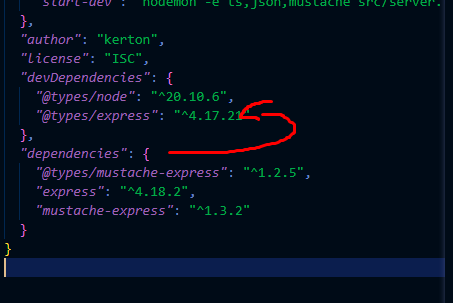 "start-dev": "nodemon -e ts,json,mustache src/server.
},
"author": "kerton",
"license": "ISC",
"devDependencies": {
"@types/node": "^20.10.6",
"@types/express": "^4.17.21"
},
"dependencies": {
"@types/mustache-express": "^1.2.5",
"express": "^4.18.2",
"mustache-express": "^1.3.2"
}
}